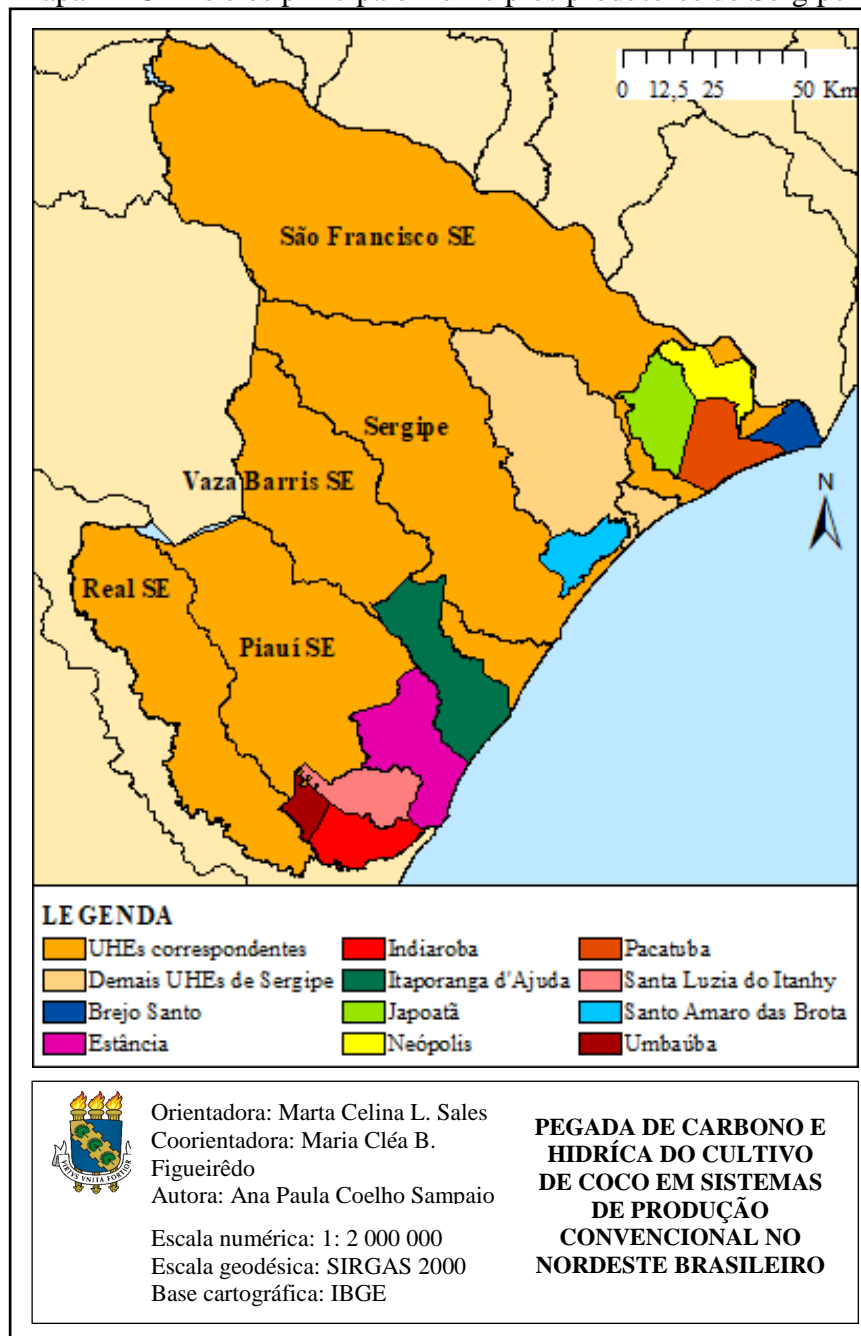 0 12,5 25 50 Km
São Francisco SE
Sergipe
Vaza Barris SE
N
Real SE
Piauí SE
LEGENDA
UHEs correspondentes
Indiaroba
Pacatuba
Demais UHEs de Sergipe
Itaporanga d'Ajuda
Santa Luzia do Itanhy
Brejo Santo
Japoatã
Santo Amaro das Brota
Estância
Neópolis
Umbaúba
VIRTVS VNITA FORTIOR
Orientadora: Marta Celina L. Sales
Coorientadora: Maria Cléa B.
Figueirêdo
Autora: Ana Paula Coelho Sampaio
Escala numérica: 1: 2 000 000
Escala geodésica: SIRGAS 2000
Base cartográfica: IBGE
PEGADA DE CARBONO E
HIDRÍCA DO CULTIVO
DE COCO EM SISTEMAS
DE PRODUÇÃO
CONVENCIONAL NO
NORDESTE BRASILEIRO